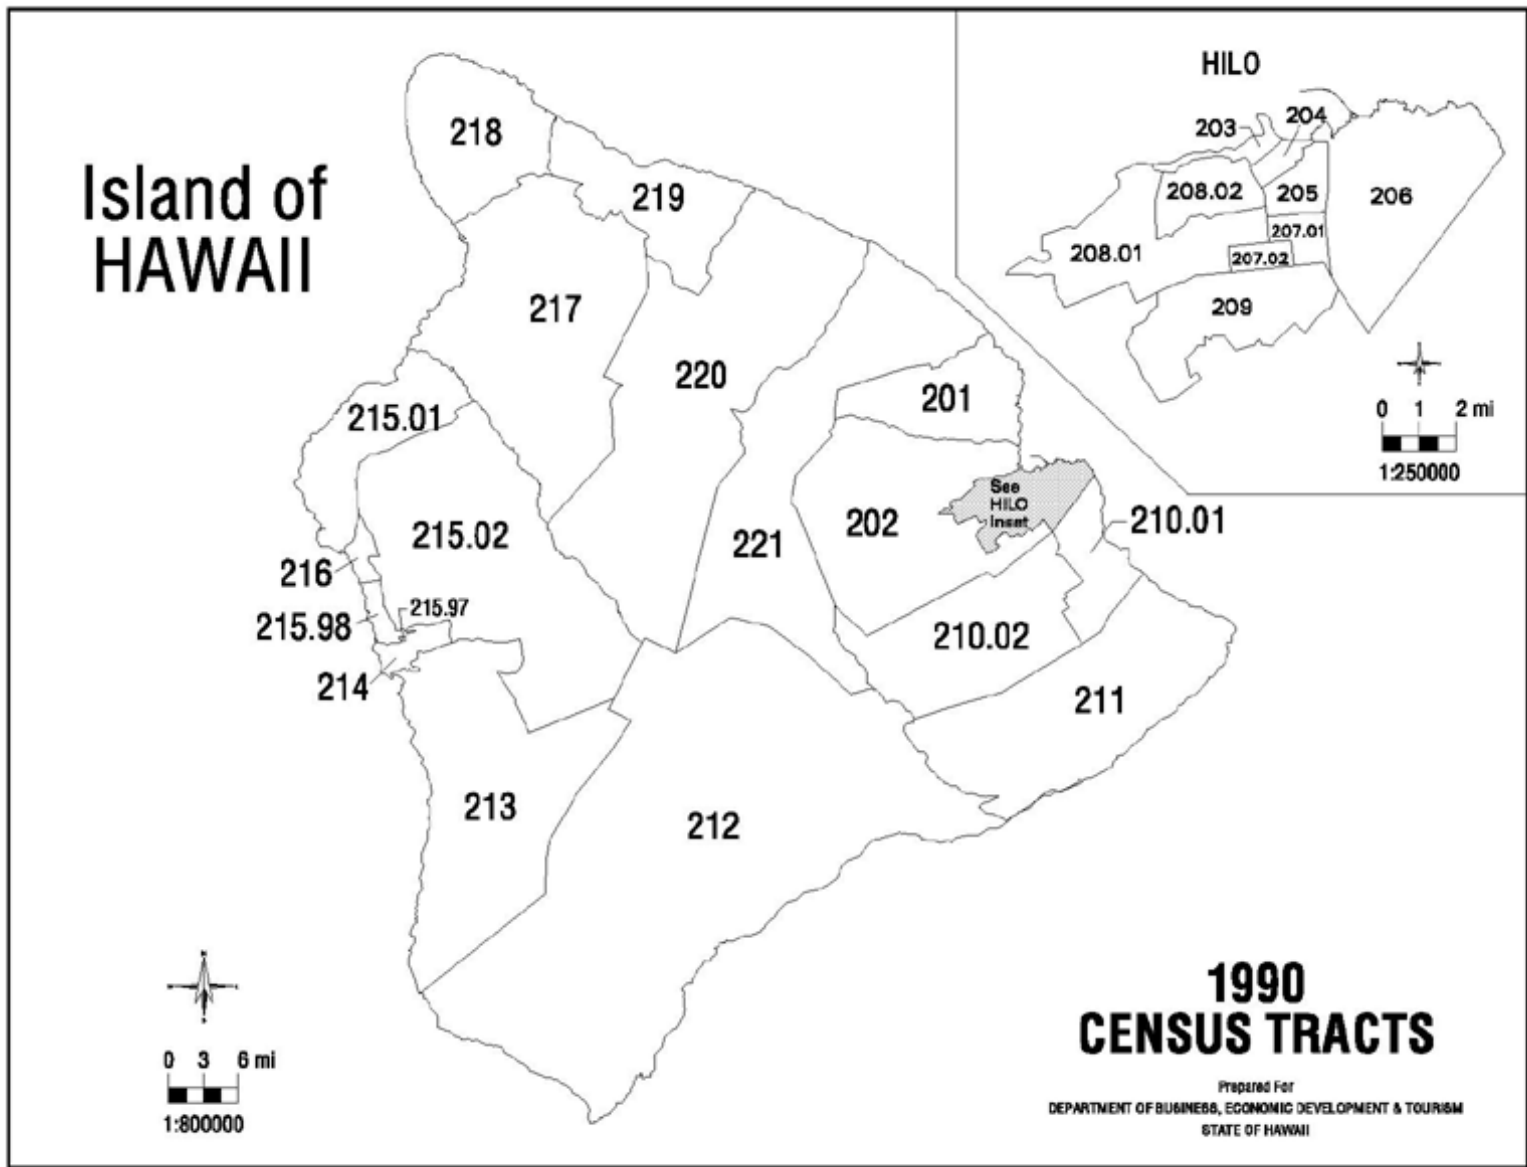 Island of
HAWAII
218
219
217
220
201
215.01
215.02
202
See
HILO
Inset
221
210.01
216
215.97
215.98
210.02
214
211
213
212
HILO
203
204
208.02
205
206
207.01
208.01
207.02
209
0 1 2 mi
1:250000
0 3 6 mi
1:800000
1990
CENSUS TRACTS
Prepared For
DEPARTMENT OF BUSINESS, ECONOMIC DEVELOPMENT & TOURISM
STATE OF HAWAII